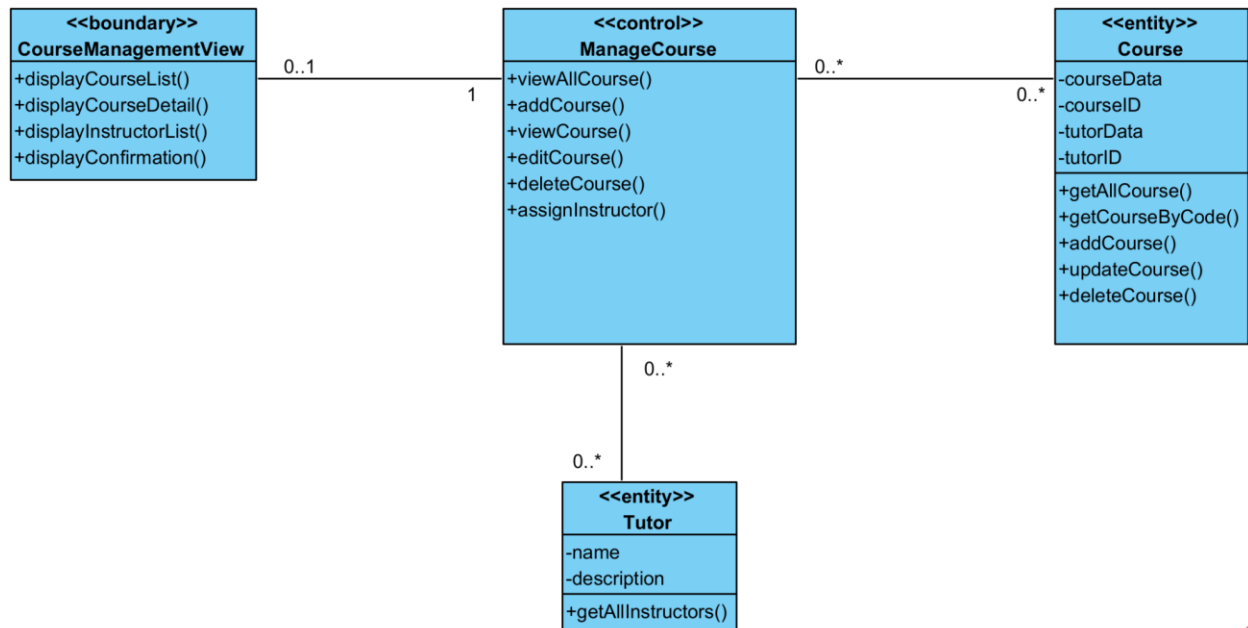 <<boundary>>
CourseManagementView
+displayCourseList()
+displayCourseDetail()
+displayInstructorList()
+displayConfirmation()
0..1
1
<<control>>
ManageCourse
+viewAllCourse()
+addCourse()
+viewCourse()
+editCourse()
+deleteCourse()
+assignInstructor()
0..*
0..*
<<entity>>
Course
-courseData
-courseID
-tutorData
-tutorID
+getAllCourse()
+getCourseByCode()
+addCourse()
+updateCourse()
+deleteCourse()
0..*
0..*
<<entity>>
Tutor
-name
-description
+getAllInstructors()